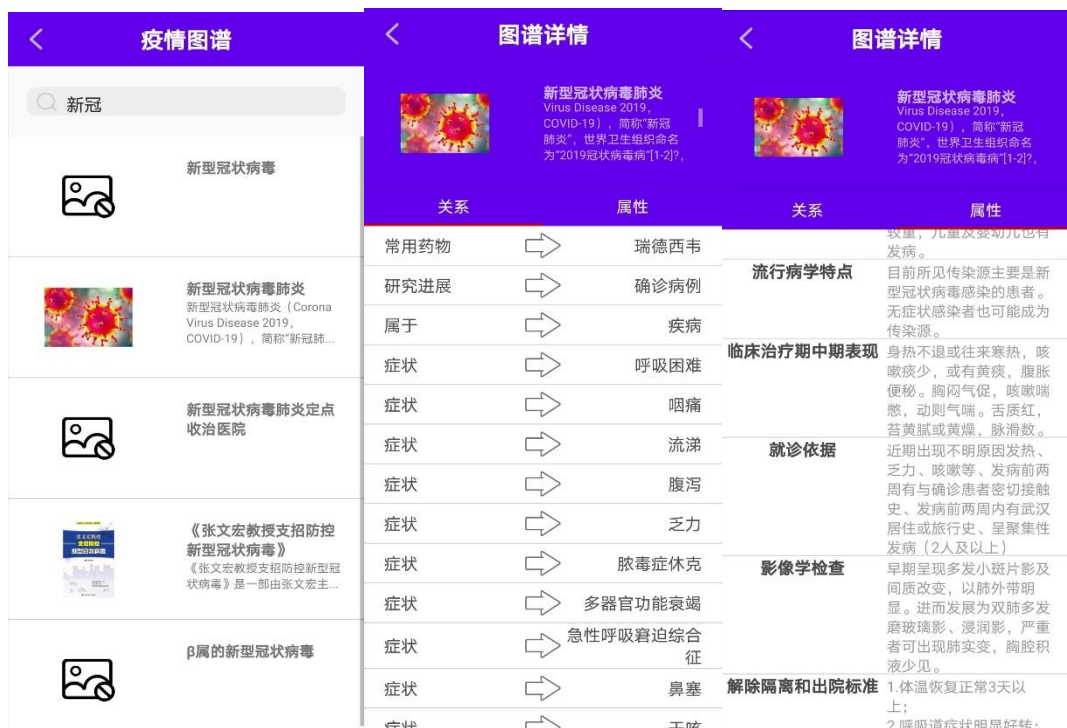 疫情图谱
新冠
新型冠状病毒
新型冠状病毒肺炎
新型冠状病毒肺炎（Corona
Virus Disease 2019，
COVID-19），简称“新冠肺...
新型冠状病毒肺炎定点
收治医院
《张文宏教授支招防控
新型冠状病毒》
《张文宏教授支招防控新型冠
状病毒》是一部由张文宏主...
β属的新型冠状病毒
图谱详情
新型冠状病毒肺炎
Virus Disease 2019，
COVID-19），简称“新冠
肺炎”，世界卫生组织命名
为“2019冠状病毒病”[1-2]?，
关系 属性
常用药物 瑞德西韦
研究进展 确诊病例
属于 疾病
症状 呼吸困难
症状 咽痛
症状 流涕
症状 腹泻
症状 乏力
症状 脓毒症休克
症状 多器官功能衰竭
症状 急性呼吸窘迫综合
征
症状 鼻塞
症状 干咳
图谱详情
新型冠状病毒肺炎
Virus Disease 2019，
COVID-19），简称“新冠
肺炎”，世界卫生组织命名
为“2019冠状病毒病”[1-2]?，
关系 属性
较重，儿童及婴幼儿也有
发病。
流行病学特点 目前所见传染源主要是新
型冠状病毒感染的患者。
无症状感染者也可能成为
传染源。
临床治疗期中期表现 身热不退或往来寒热，咳
嗽痰少，或有黄痰，腹胀
便秘。胸闷气促，咳嗽喘
憋，动则气喘。舌质红，
苔黄腻或黄燥，脉滑数。
就诊依据 近期出现不明原因发热、
乏力、咳嗽等、发病前两
周有与确诊患者密切接触
史、发病前两周内有武汉
居住或旅行史、呈聚集性
发病（2人及以上）
影像学检查 早期呈现多发小斑片影及
间质改变，以肺外带明
显。进而发展为双肺多发
磨玻璃影、浸润影，严重
者可出现肺实变，胸腔积
液少见。
解除隔离和出院标准 1.体温恢复正常3天以
上；
2.呼吸道症状明显好转；